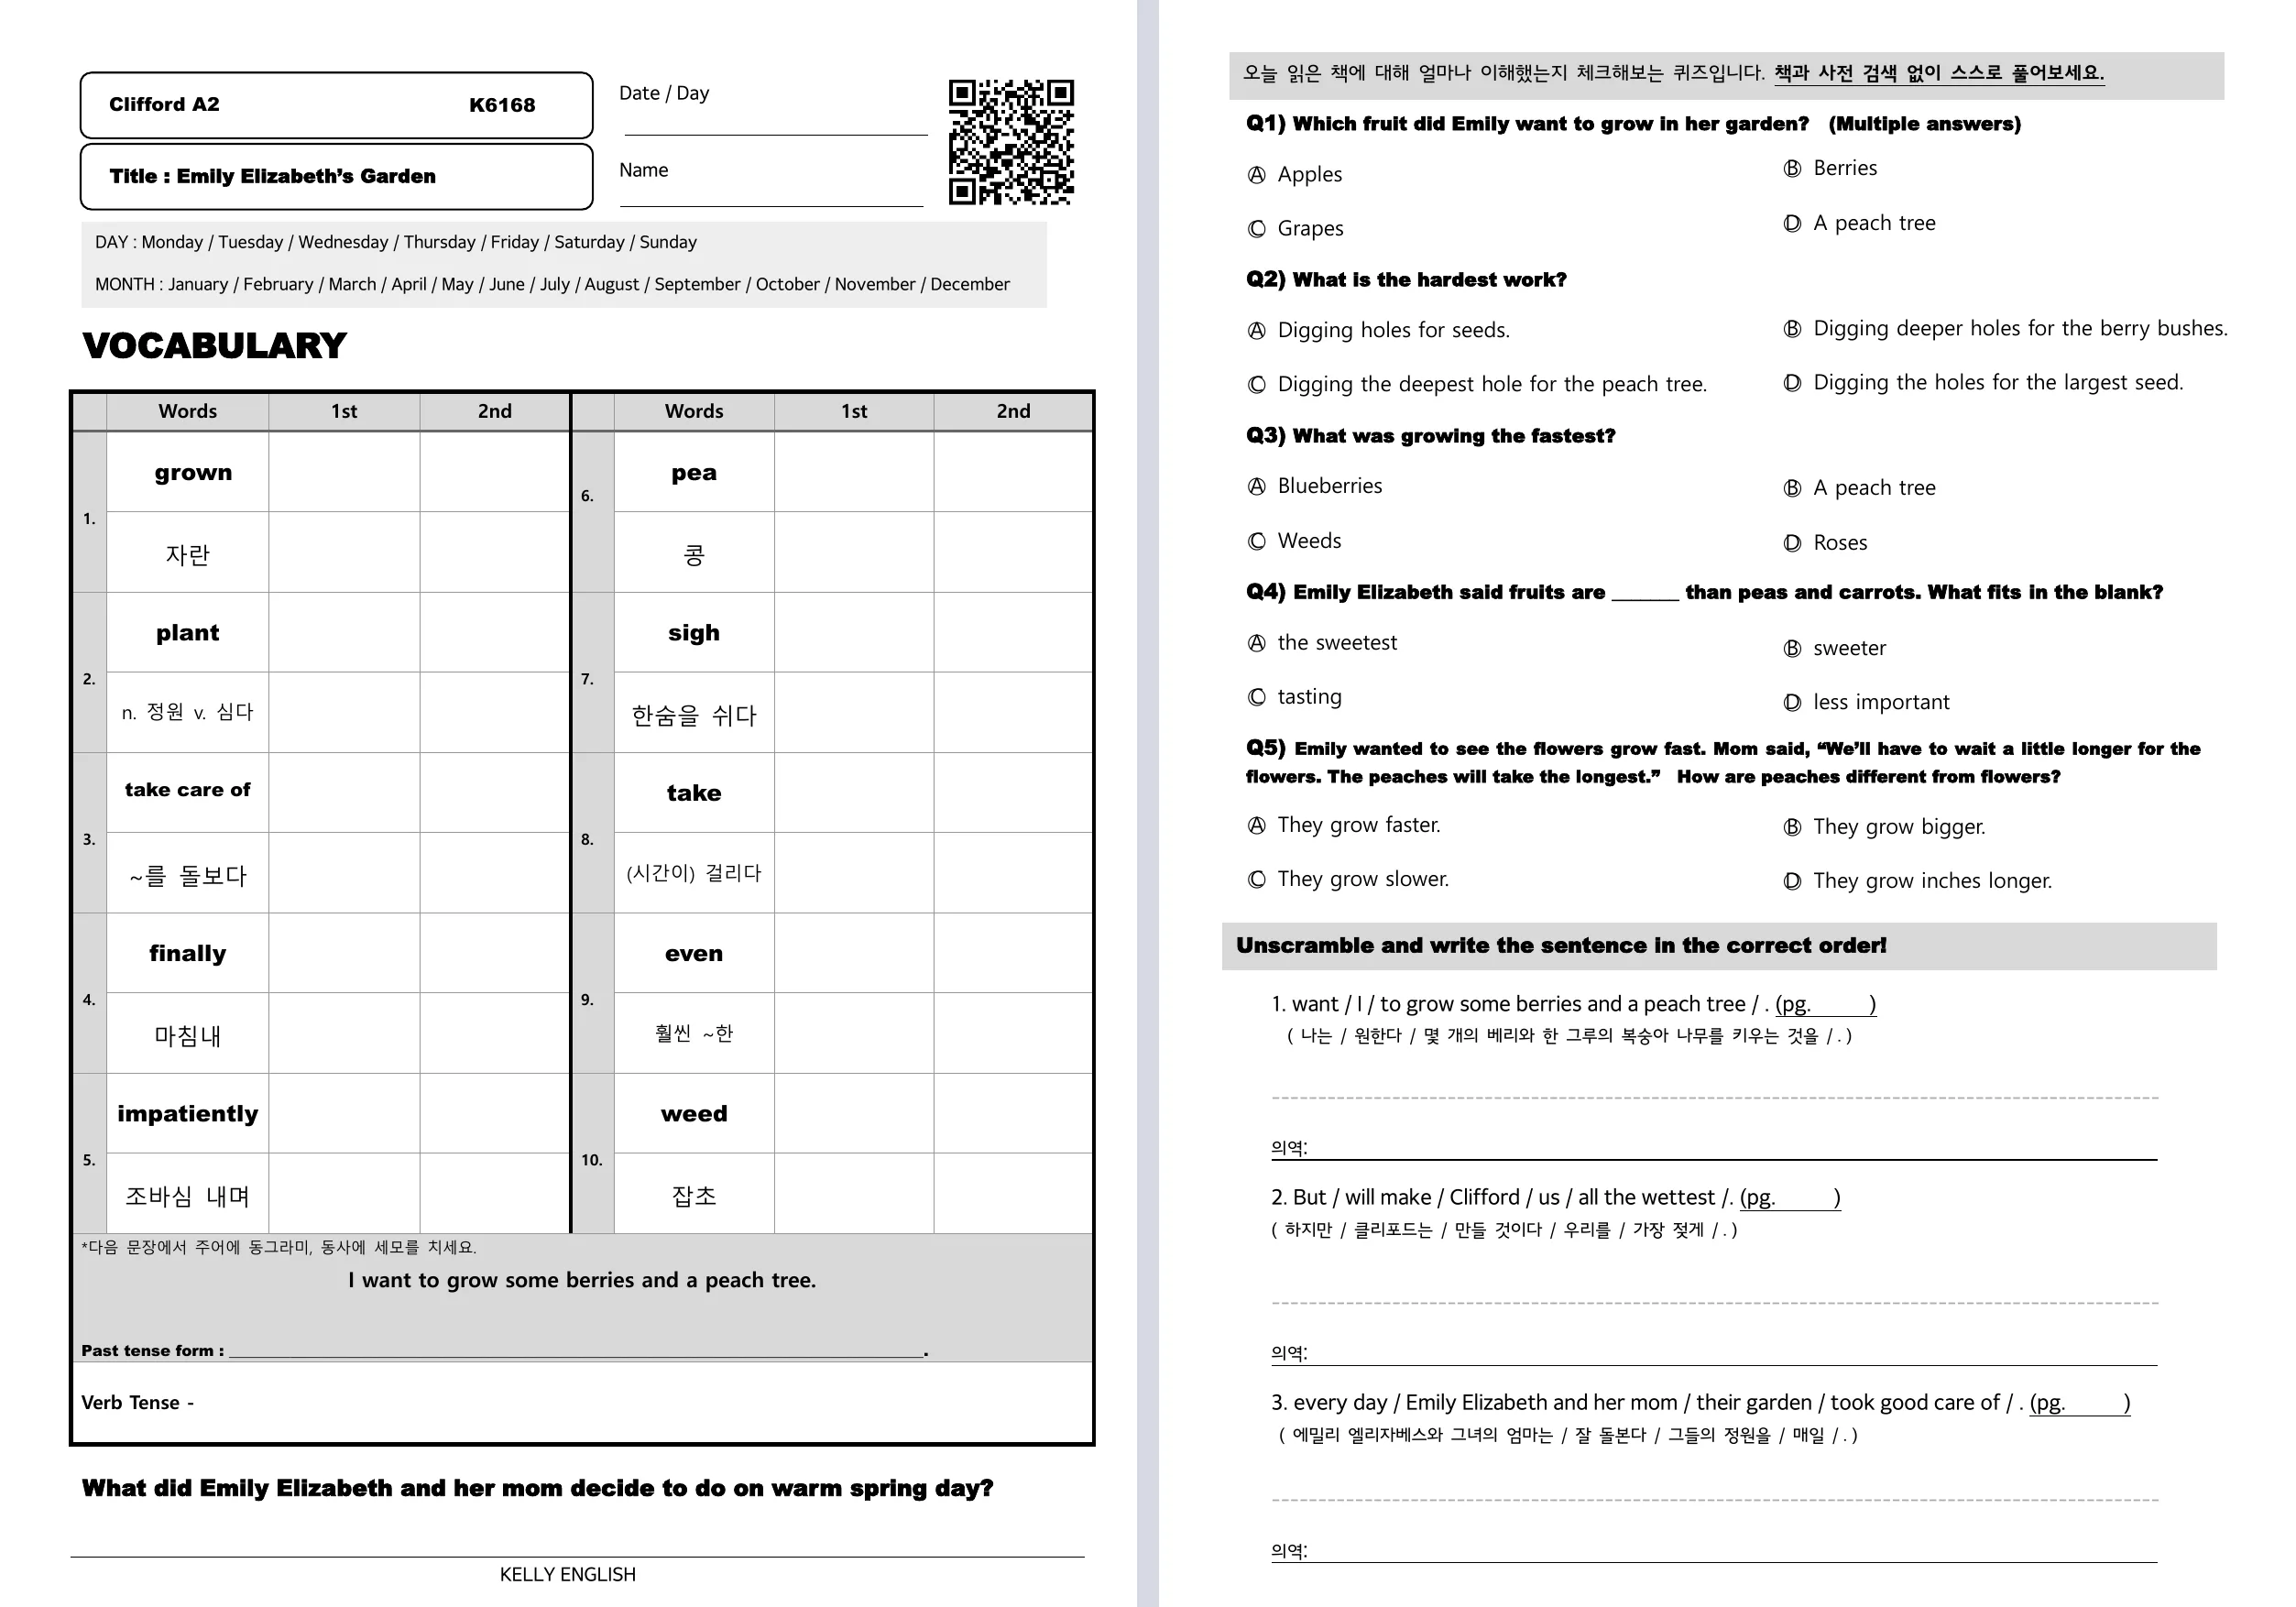 Clifford A2 K6168
Title : Emily Elizabeth’s Garden
Date / Day
Name
DAY : Monday / Tuesday / Wednesday / Thursday / Friday / Saturday / Sunday
MONTH : January / February / March / April / May / June / July / August / September / October / November / December
VOCABULARY
Words 1st 2nd Words 1st 2nd
1. grown 6. pea
자란 콩
2. plant 7. sigh
n. 정원 v. 심다 한숨을 쉬다
3. take care of 8. take
~를 돌보다 (시간이) 걸리다
4. finally 9. even
마침내 훨씬 ~한
5. impatiently 10. weed
조바심 내며 잡초
*다음 문장에서 주어에 동그라미, 동사에 세모를 치세요.
I want to grow some berries and a peach tree.
Past tense form : ______________________________.
Verb Tense -
What did Emily Elizabeth and her mom decide to do on warm spring day?
KELLY ENGLISH
오늘 읽은 책에 대해 얼마나 이해했는지 체크해보는 퀴즈입니다. 책과 사전 검색 없이 스스로 풀어보세요.
Q1) Which fruit did Emily want to grow in her garden? (Multiple answers)
Ⓐ Apples Ⓑ Berries
Ⓒ Grapes Ⓓ A peach tree
Q2) What is the hardest work?
Ⓐ Digging holes for seeds. Ⓑ Digging deeper holes for the berry bushes.
Ⓒ Digging the deepest hole for the peach tree. Ⓓ Digging the holes for the largest seed.
Q3) What was growing the fastest?
Ⓐ Blueberries Ⓑ A peach tree
Ⓒ Weeds Ⓓ Roses
Q4) Emily Elizabeth said fruits are ______ than peas and carrots. What fits in the blank?
Ⓐ the sweetest Ⓑ sweeter
Ⓒ tasting Ⓓ less important
Q5) Emily wanted to see the flowers grow fast. Mom said, “We’ll have to wait a little longer for the
flowers. The peaches will take the longest.” How are peaches different from flowers?
Ⓐ They grow faster. Ⓑ They grow bigger.
Ⓒ They grow slower. Ⓓ They grow inches longer.
Unscramble and write the sentence in the correct order!
1. want / I / to grow some berries and a peach tree / . (pg. )
( 나는 / 원한다 / 몇 개의 베리와 한 그루의 복숭아 나무를 키우는 것을 / . )
의역:
2. But / will make / Clifford / us / all the wettest /. (pg. )
( 하지만 / 클리포드는 / 만들 것이다 / 우리를 / 가장 젖게 / . )
의역:
3. every day / Emily Elizabeth and her mom / their garden / took good care of / . (pg. )
( 에밀리 엘리자베스와 그녀의 엄마는 / 잘 돌본다 / 그들의 정원을 / 매일 / . )
의역: